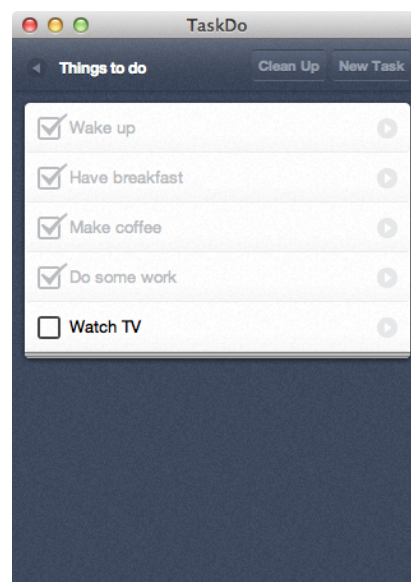 TaskDo
Things to do
Clean Up
New Task
Wake up
Have breakfast
Make coffee
Do some work
Watch TV